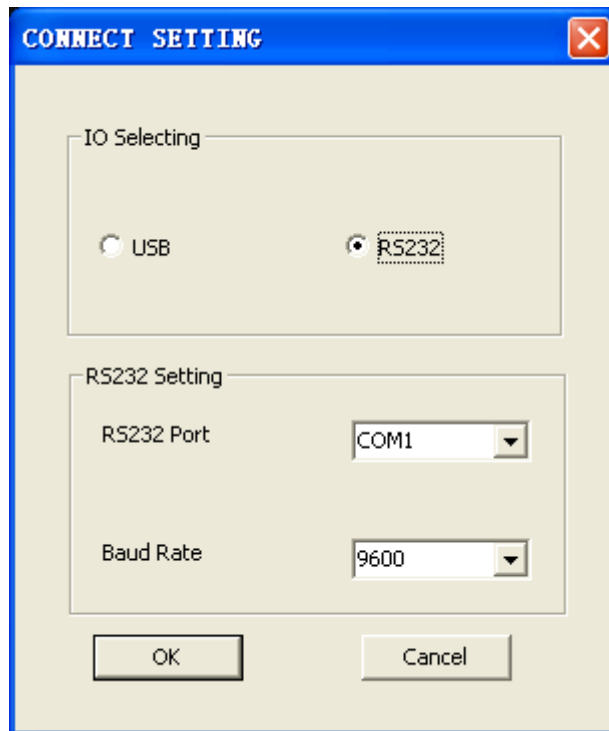 CONNECT SETTING
IO Selecting
USB RS232
RS232 Setting
RS232 Port COM1
Baud Rate 9600
OK Cancel